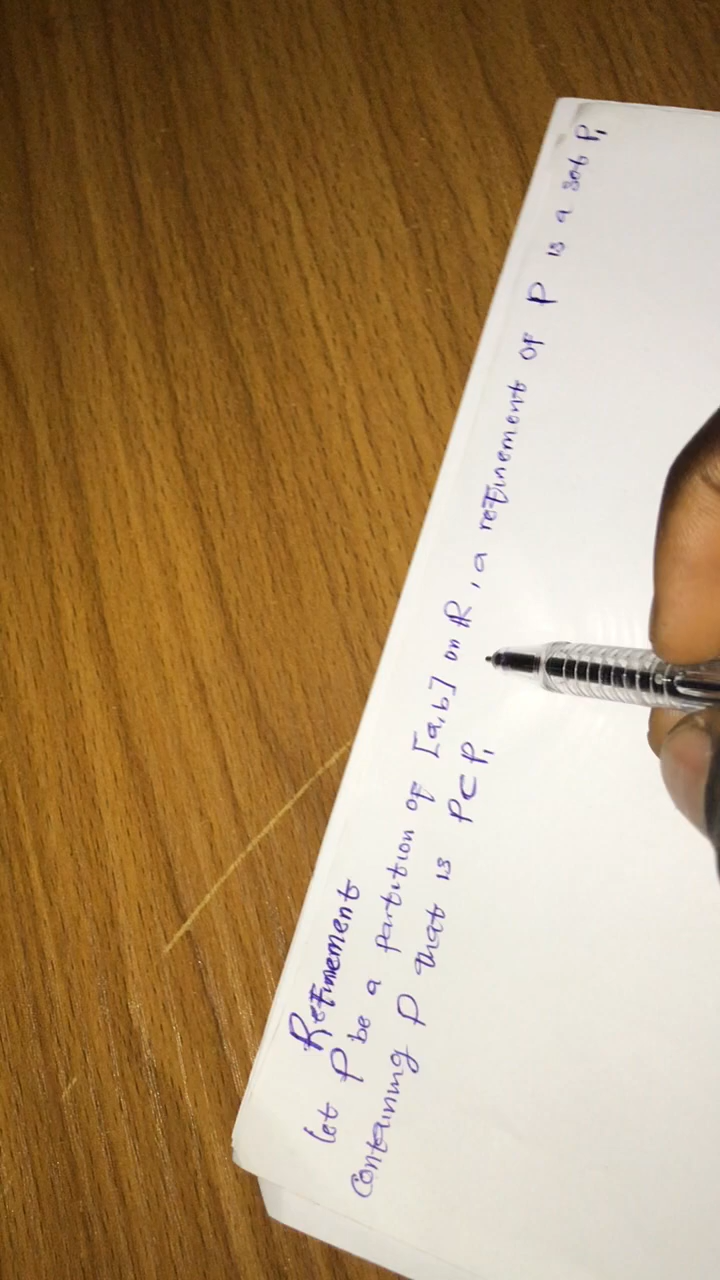 Refinement
let P be a partition of [a,b] on ℝ, a refinement of P is a set P₁
Containing P that is P⊂P₁